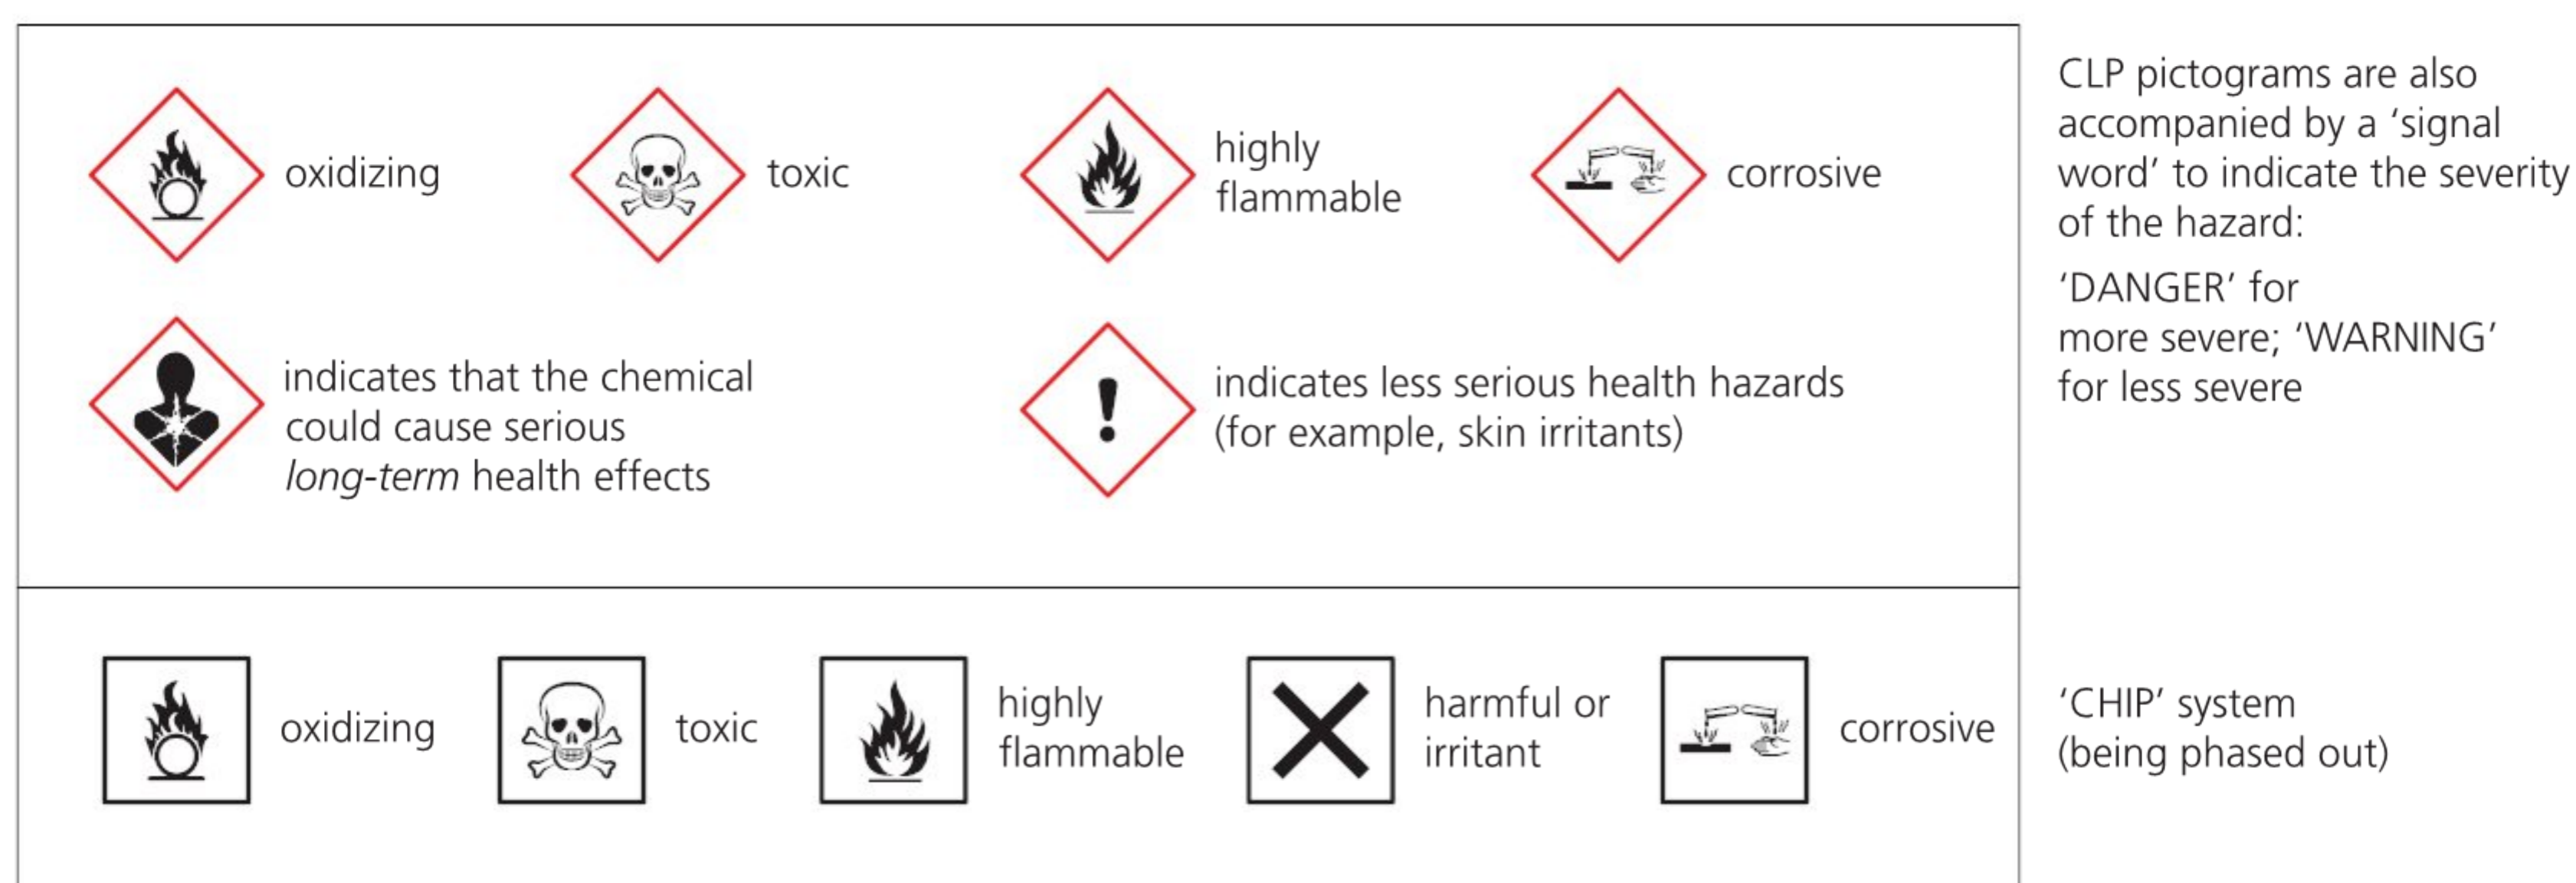 oxidizing
toxic
highly
flammable
corrosive
indicates that the chemical
could cause serious
long-term health effects
indicates less serious health hazards
(for example, skin irritants)
CLP pictograms are also
accompanied by a ‘signal
word’ to indicate the severity
of the hazard:
‘DANGER’ for
more severe; ‘WARNING’
for less severe
oxidizing
toxic
highly
flammable
harmful or
irritant
corrosive
‘CHIP’ system
(being phased out)